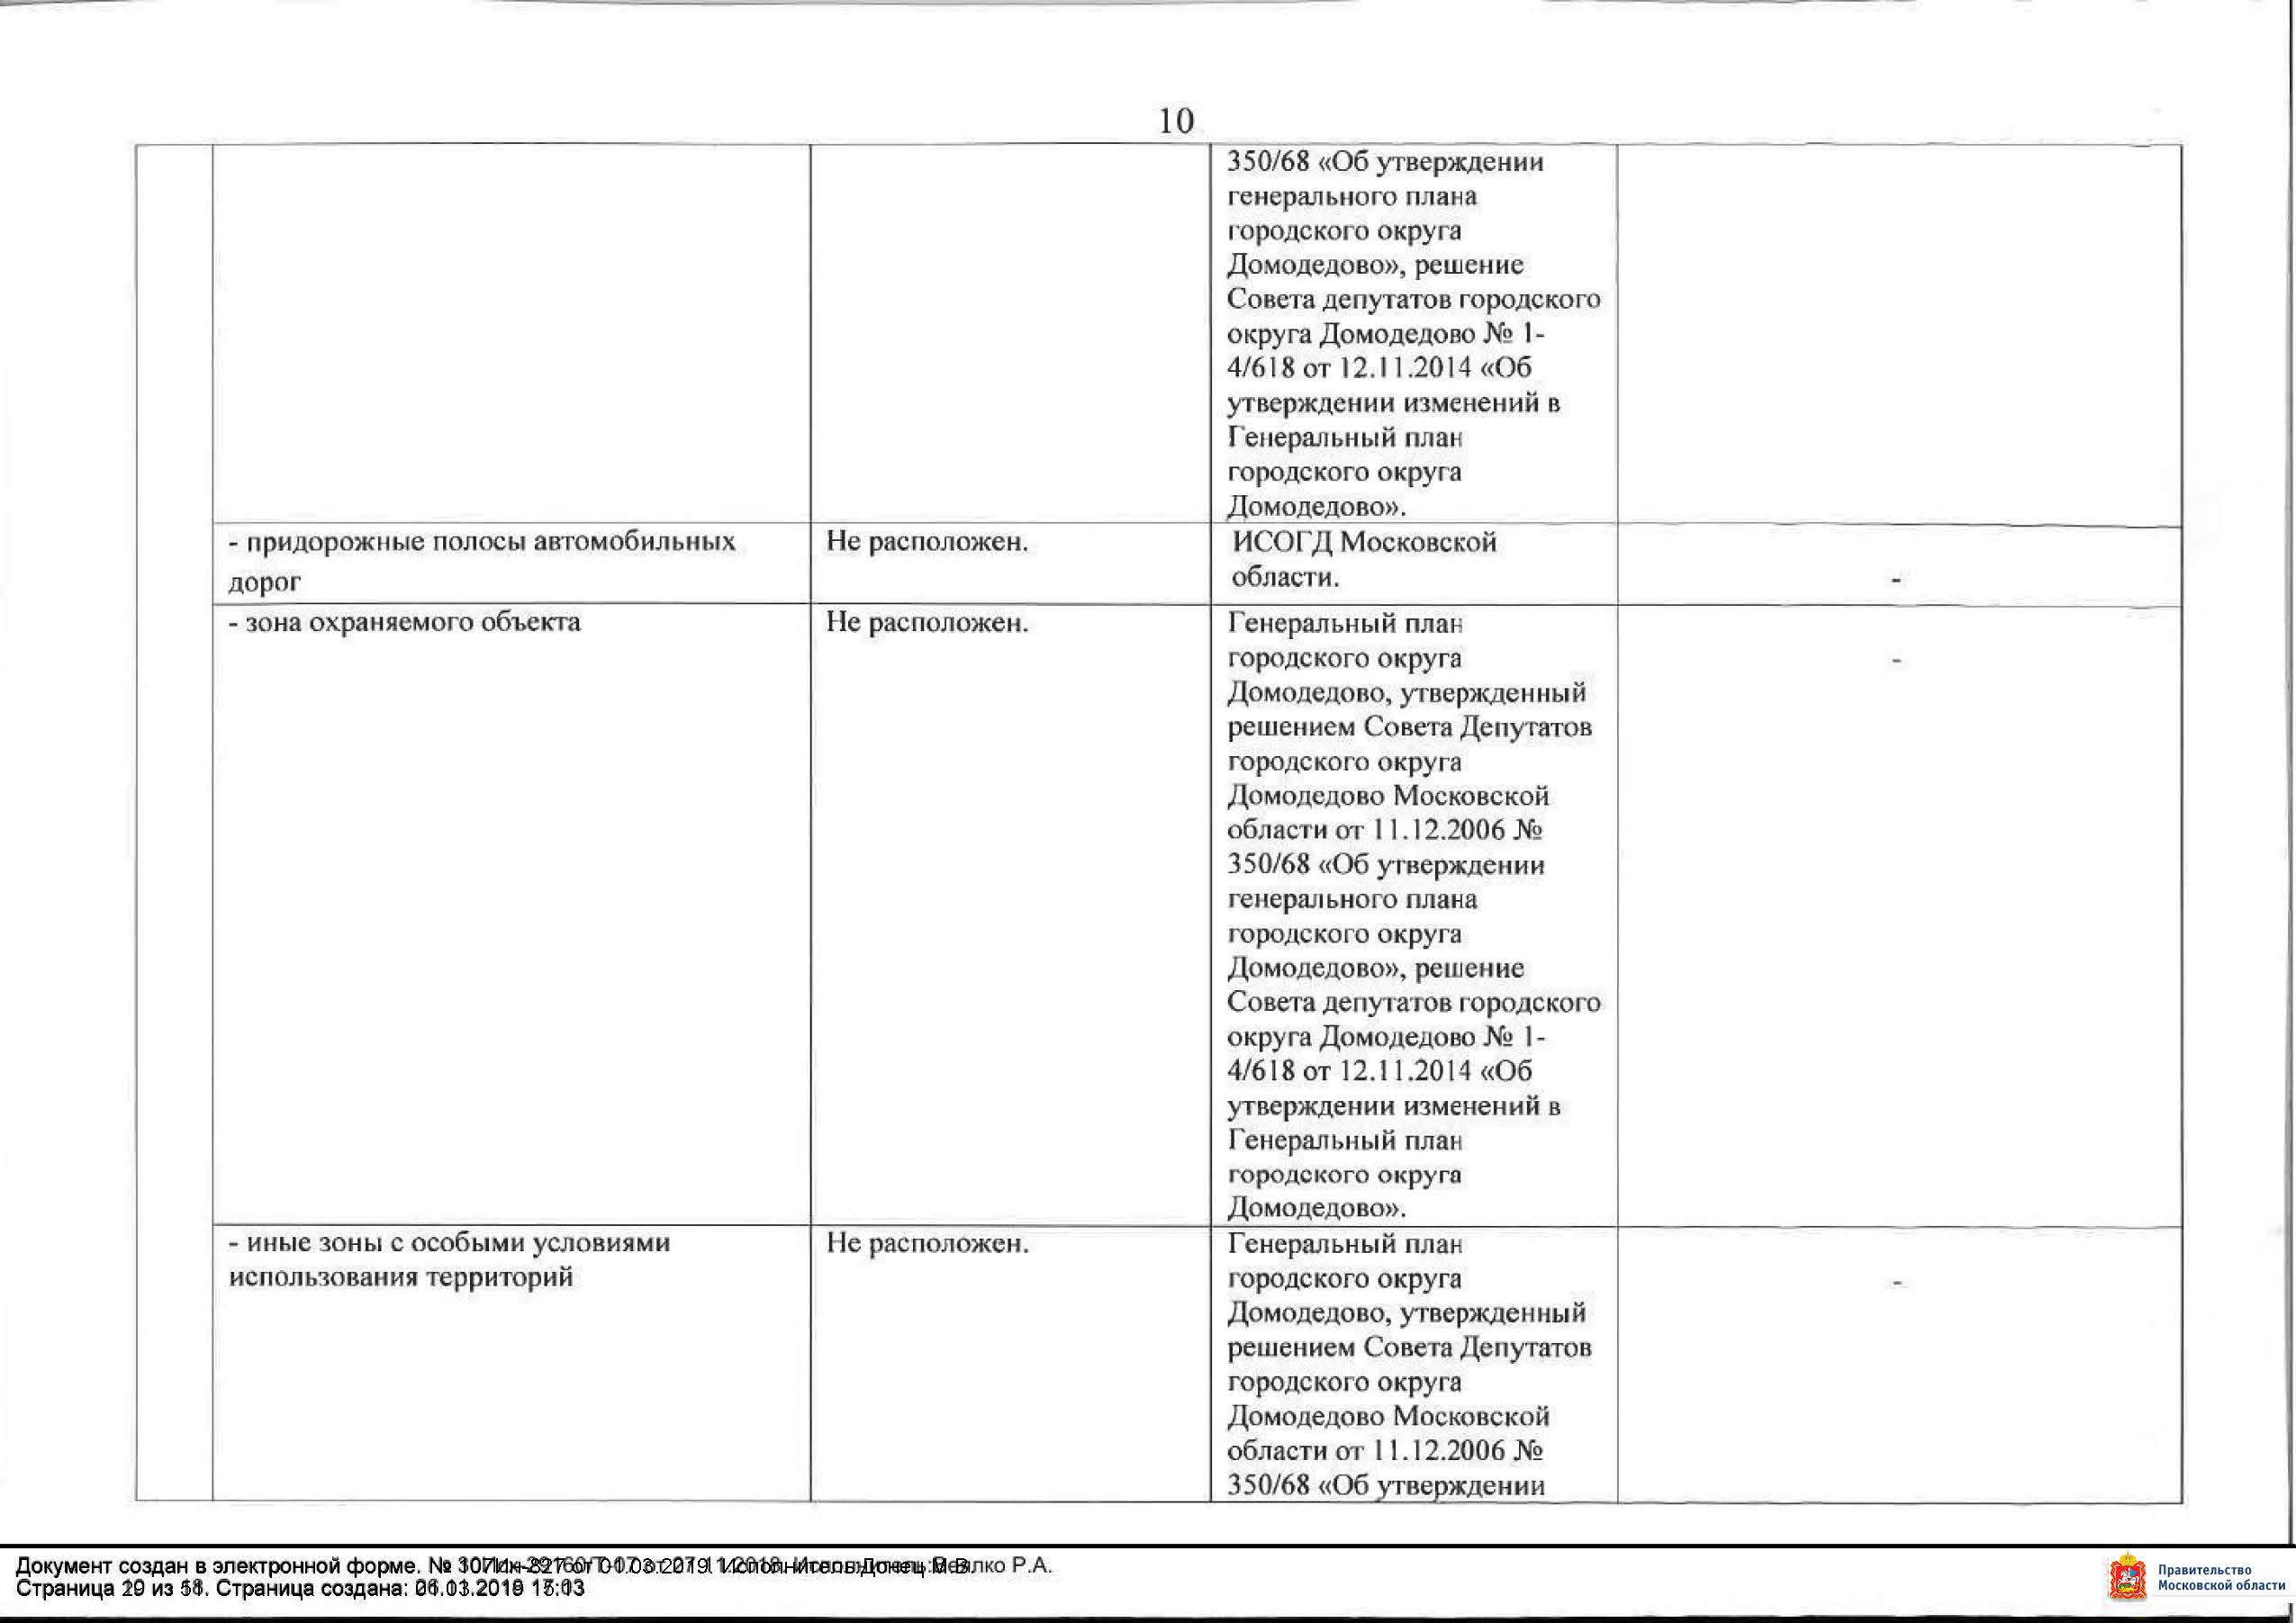 10
350/68 «Об утверждении
генерального плана
городского округа
Домодедово», решение
Совета депутатов городского
округа Домодедово № 1-
4/618 от 12.11.2014 «Об
утверждении изменений в
Генеральный план
городского округа
Домодедово».
- придорожные полосы автомобильных
дорог
Не расположен.
ИСОГД Московской
области.
-
- зона охраняемого объекта
Не расположен.
Генеральный план
городского округа
Домодедово, утвержденный
решением Совета Депутатов
городского округа
Домодедово Московской
области от 11.12.2006 №
350/68 «Об утверждении
генерального плана
городского округа
Домодедово», решение
Совета депутатов городского
округа Домодедово № 1-
4/618 от 12.11.2014 «Об
утверждении изменений в
Генеральный план
городского округа
Домодедово».
-
- иные зоны с особыми условиями
использования территорий
Не расположен.
Генеральный план
городского округа
Домодедово, утвержденный
решением Совета Депутатов
городского округа
Домодедово Московской
области от 11.12.2006 №
350/68 «Об утверждении
-
Документ создан в электронной форме. № Р.А.
Страница из Страница создана:
Правительство
Московской области